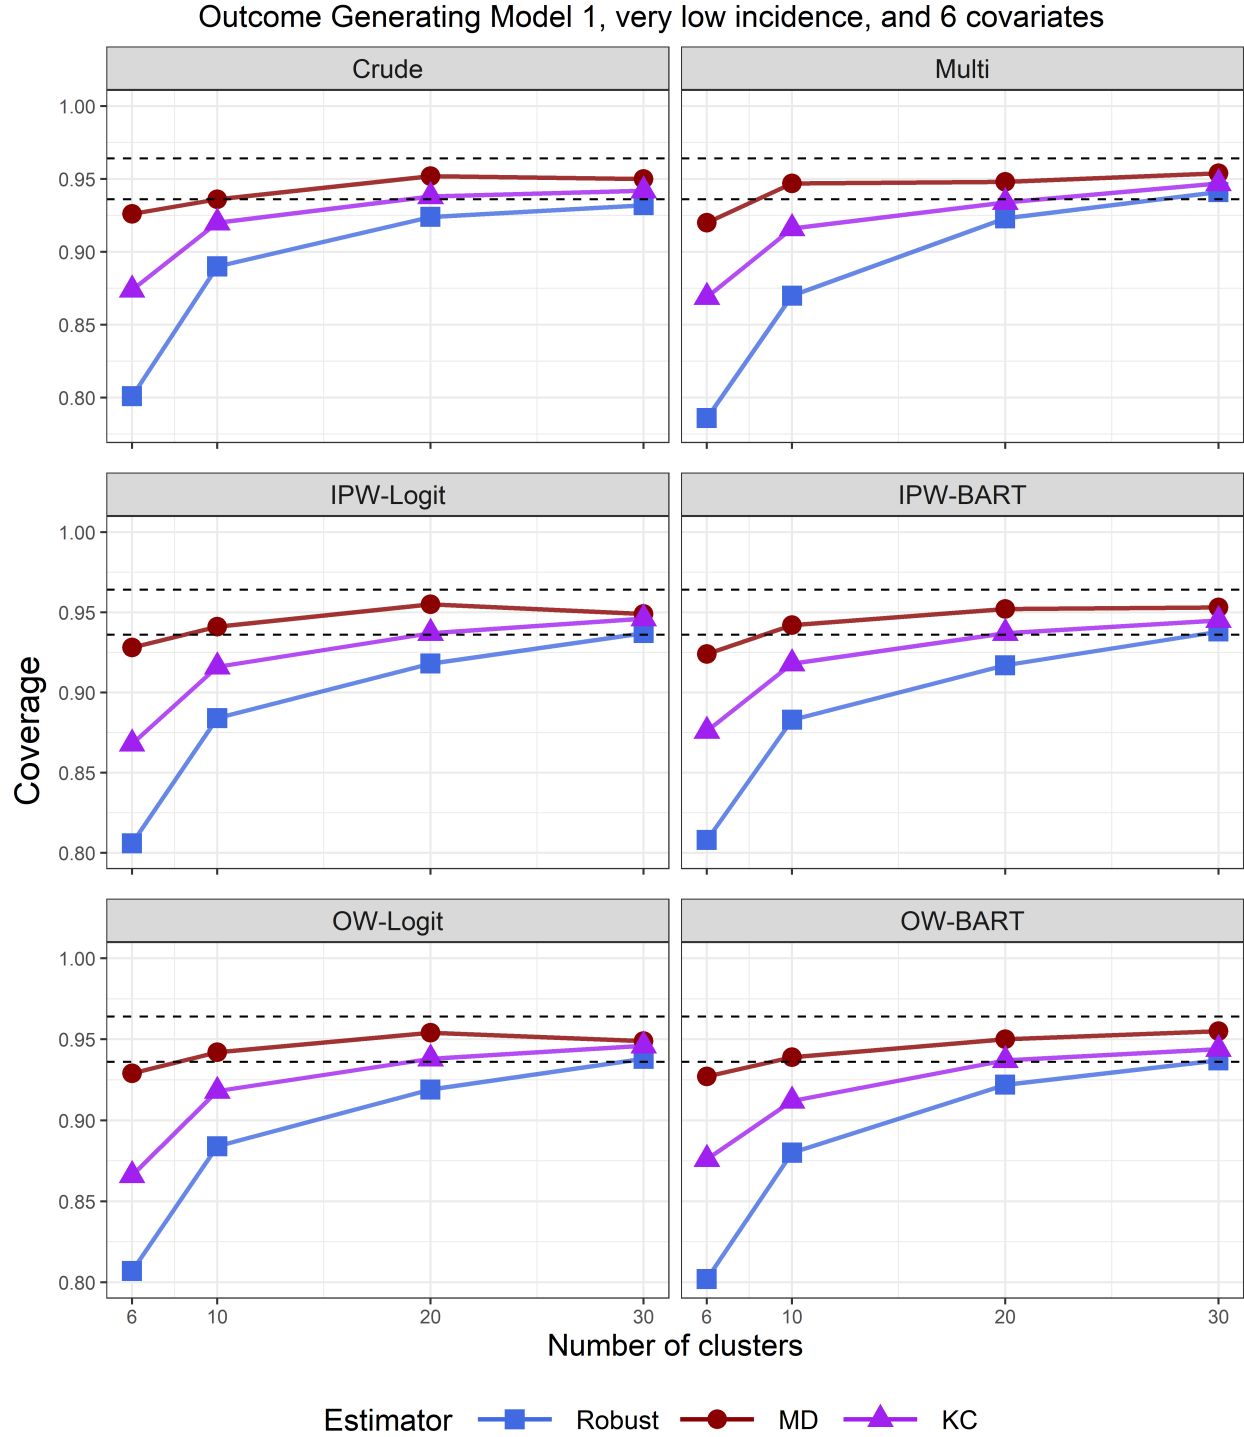 Outcome Generating Model 1, very low incidence, and 6 covariates
Crude
Multi
1.00
0.95
0.90
0.85
0.80
IPW-Logit
IPW-BART
1.00
0.95
0.90
0.85
0.80
Coverage
OW-Logit
OW-BART
1.00
0.95
0.90
0.85
0.80
6 10 20 30
6 10 20 30
Number of clusters
Estimator Robust MD KC